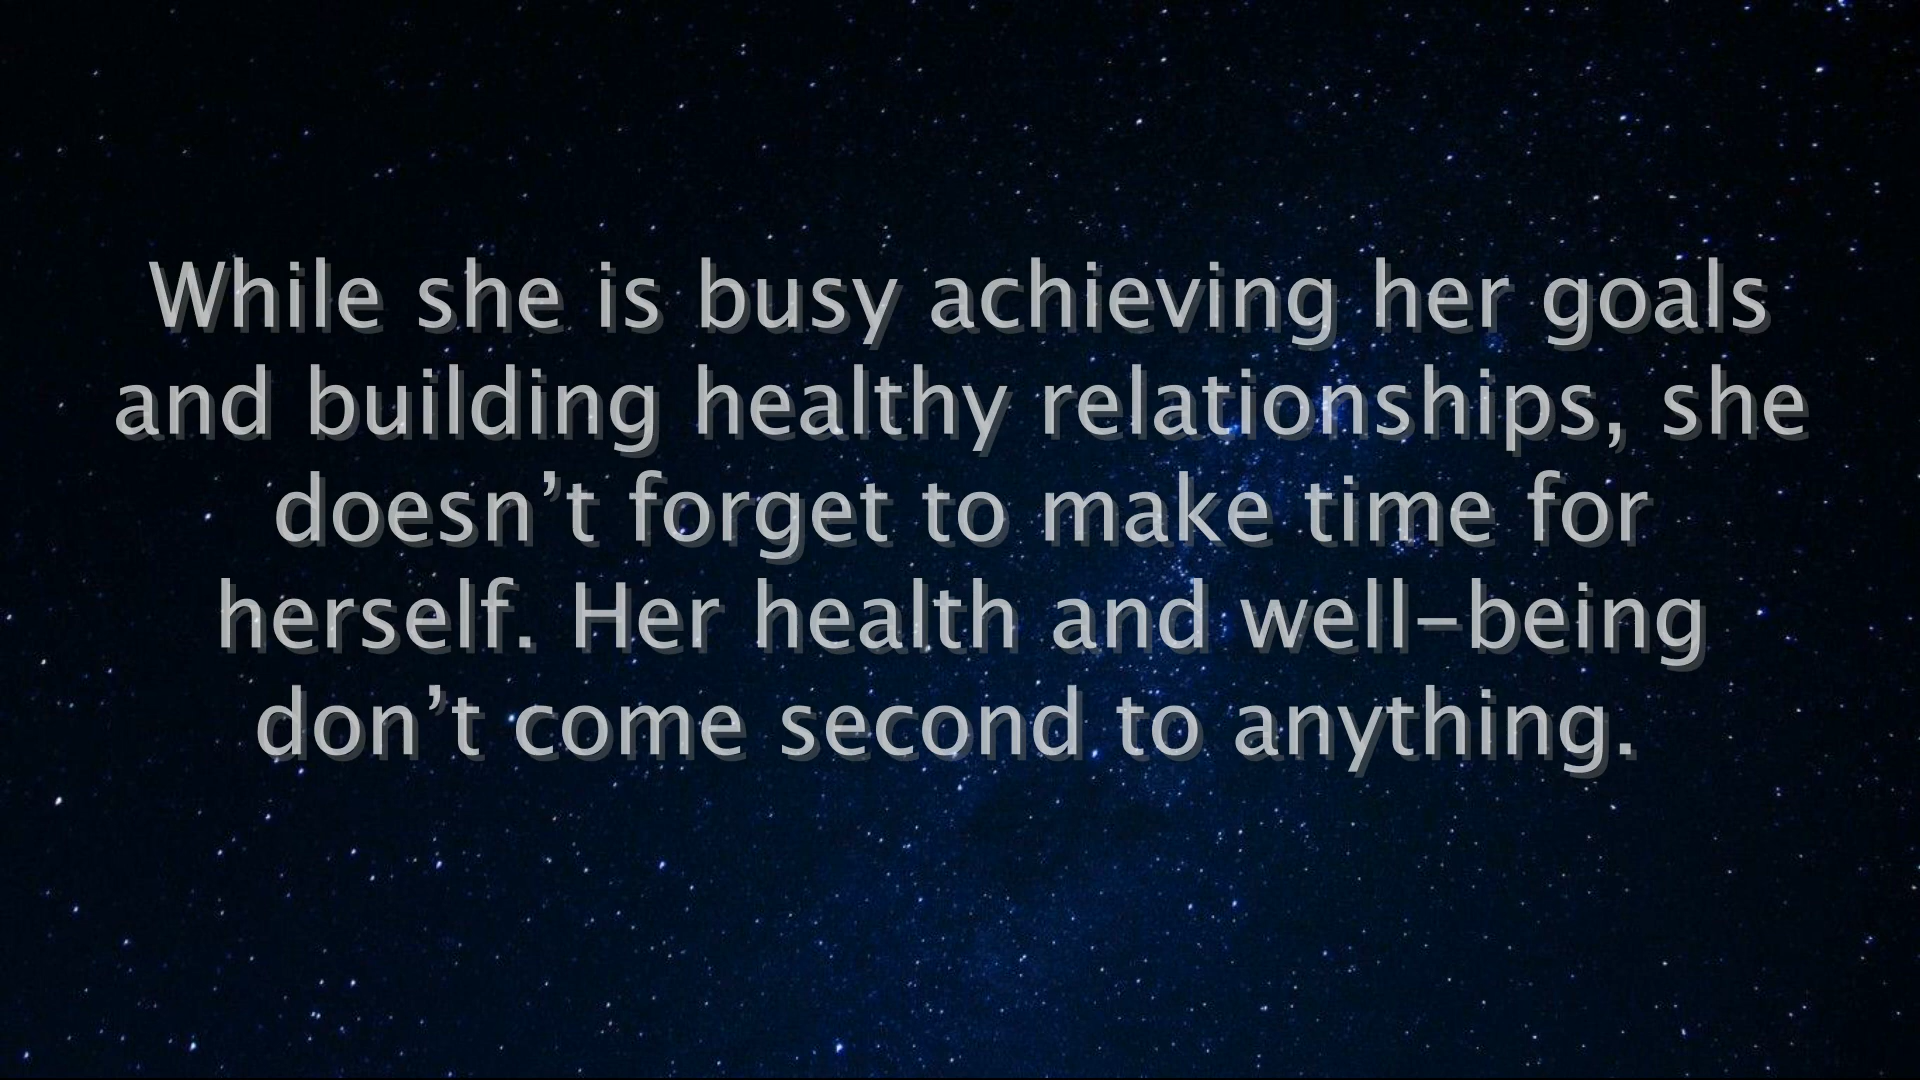 While she is busy achieving her goals
and building healthy relationships, she
doesn’t forget to make time for
herself. Her health and well-being
don’t come second to anything.